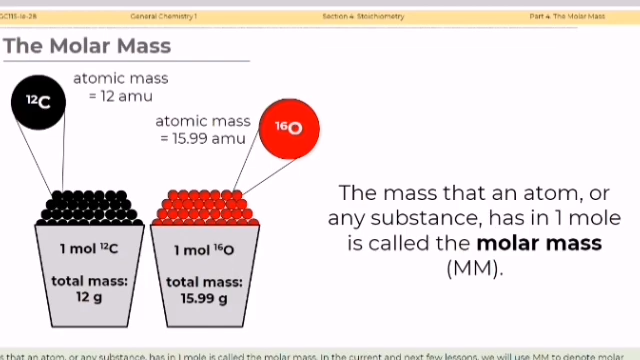 GC115-le-28 General Chemistry 1 Section 4: Stoichiometry Part 4: The Molar Mass
The Molar Mass
atomic mass
= 12 amu
¹²C
atomic mass
= 15.99 amu
¹⁶O
1 mol ¹²C
total mass:
12 g
1 mol ¹⁶O
total mass:
15.99 g
The mass that an atom, or
any substance, has in 1 mole
is called the molar mass
(MM).
s that an atom, or any substance, has in 1 mole is called the molar mass. In the current and next few lessons, we will use MM to denote molar